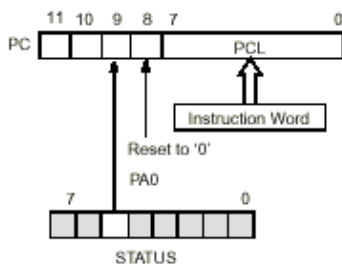 11 10 9 8 7 0
PC PCL
Instruction Word
Reset to '0'
PA0
7 0
STATUS